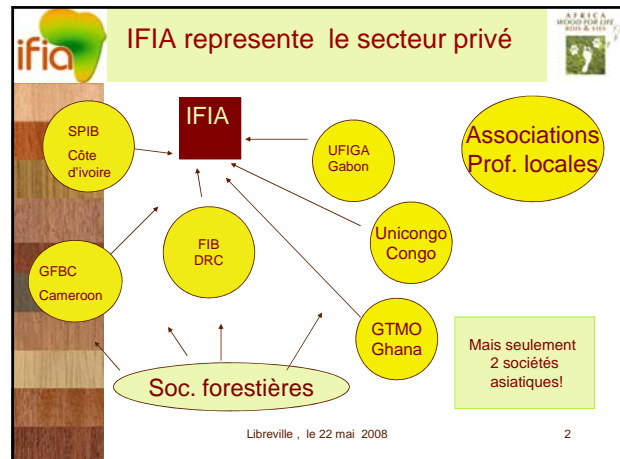 ifia
IFIA represente le secteur privé
AFRICA
WOOD FOR LIFE
BOIS & VIES
SPIB
Côte
d'ivoire
IFIA
UFIGA
Gabon
Associations
Prof. locales
Unicongo
Congo
FIB
DRC
GFBC
Cameroon
GTMO
Ghana
Mais seulement
2 sociétés
asiatiques!
Soc. forestières
Libreville , le 22 mai 2008
2